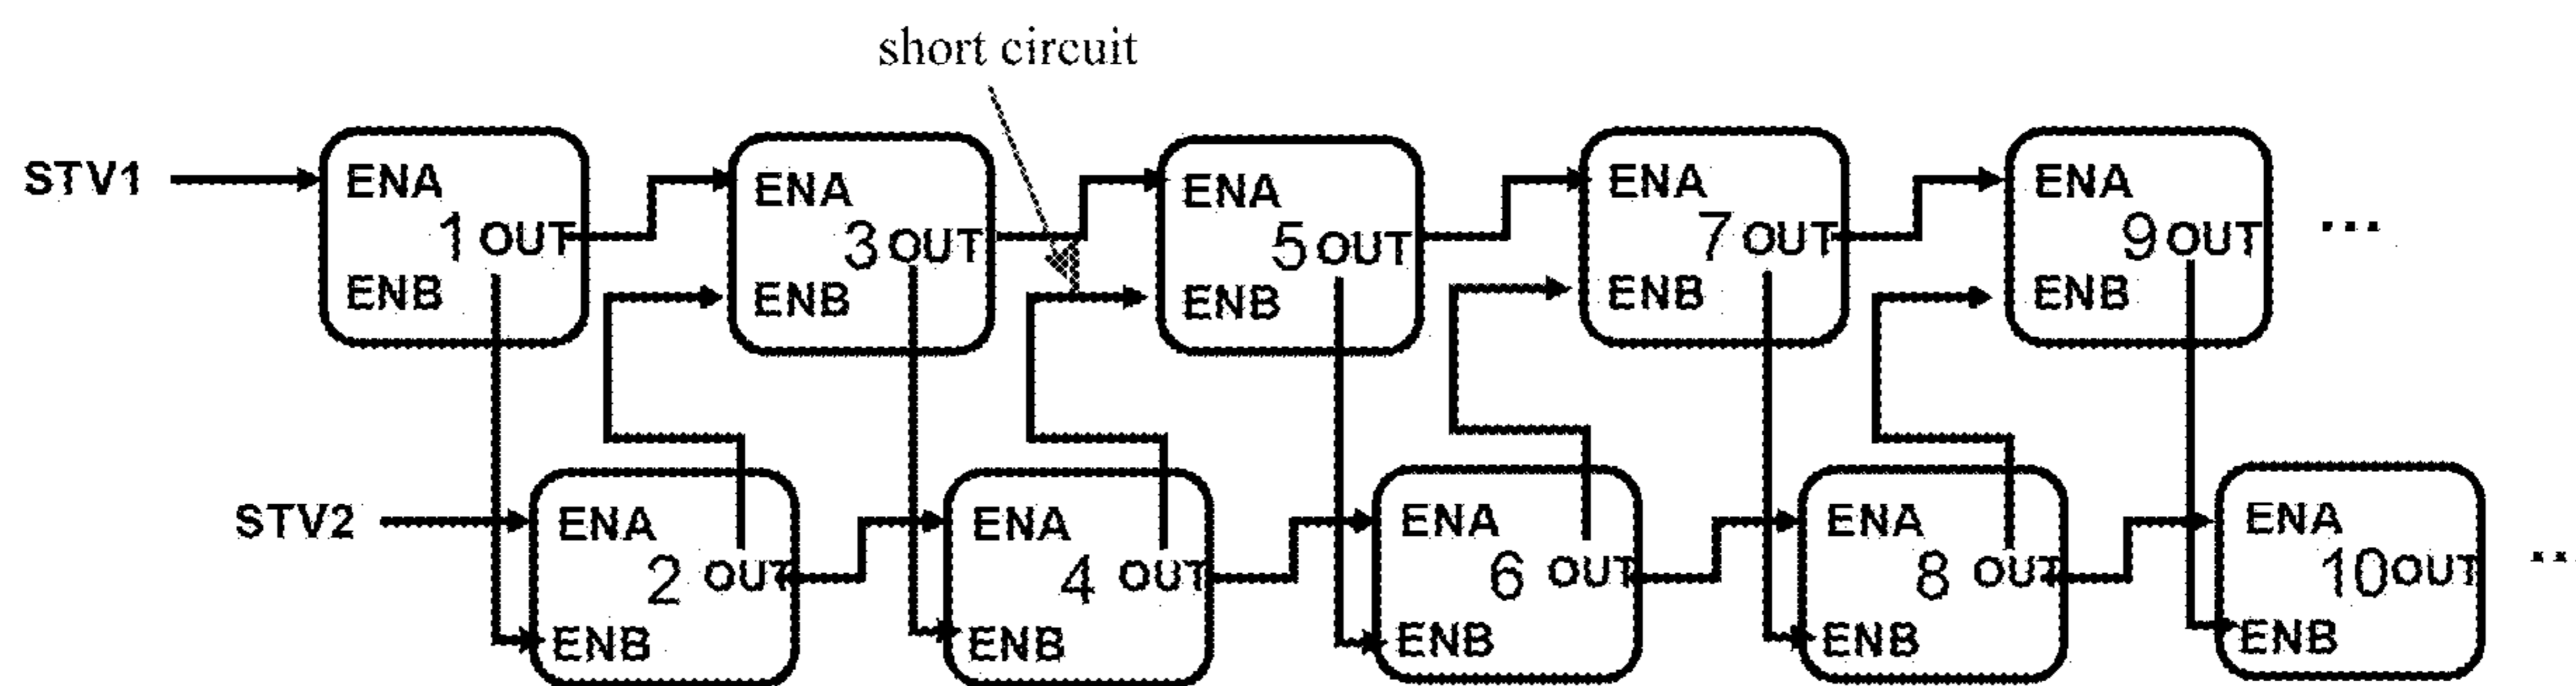 short circuit
STV1
ENA
1 OUT
ENB
ENA
3 OUT
ENB
ENA
5 OUT
ENB
ENA
7 OUT
ENB
ENA
9 OUT
ENB
...
STV2
ENA
2 OUT
ENB
ENA
4 OUT
ENB
ENA
6 OUT
ENB
ENA
8 OUT
ENB
ENA
10 OUT
ENB
...